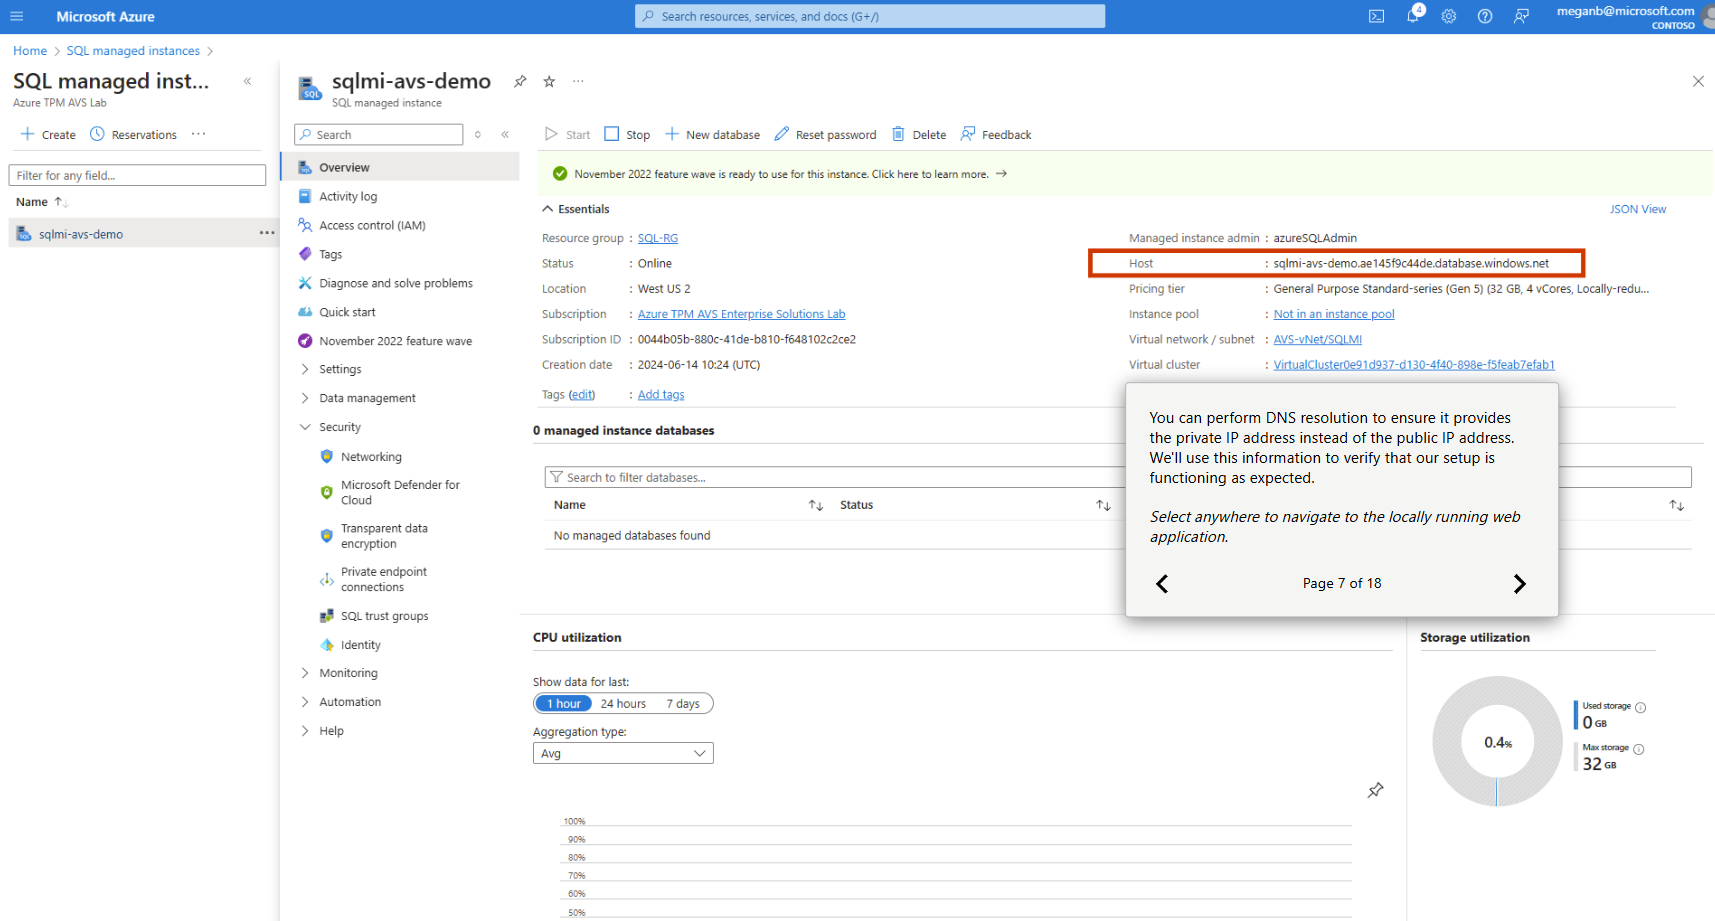 Microsoft Azure
Search resources, services, and docs (G+/)
4
meganb@microsoft.com
CONTOSO
Home > SQL managed instances >
SQL managed inst...
Azure TPM AVS Lab
Create
Reservations
Filter for any field...
Name
sqlmi-avs-demo
sqlmi-avs-demo
SQL managed instance
Search
Overview
Activity log
Access control (IAM)
Tags
Diagnose and solve problems
Quick start
November 2022 feature wave
Settings
Data management
Security
Networking
Microsoft Defender for
Cloud
Transparent data
encryption
Private endpoint
connections
SQL trust groups
Identity
Monitoring
Automation
Help
Start
Stop
New database
Reset password
Delete
Feedback
November 2022 feature wave is ready to use for this instance. Click here to learn more. →
Essentials
JSON View
Resource group : SQL-RG
Status : Online
Location : West US 2
Subscription : Azure TPM AVS Enterprise Solutions Lab
Subscription ID : 0044b05b-880c-41de-b810-f648102c2ce2
Creation date : 2024-06-14 10:24 (UTC)
Tags (edit) : Add tags
Managed instance admin : azureSQLAdmin
Host : sqlmi-avs-demo.ae145f9c44de.database.windows.net
Pricing tier : General Purpose Standard-series (Gen 5) (32 GB, 4 vCores, Locally-redu...
Instance pool : Not in an instance pool
Virtual network / subnet : AVS-vNet/SQLMI
Virtual cluster : VirtualCluster0e91d937-d130-4f40-898e-f5feab7efab1
0 managed instance databases
Search to filter databases...
Name
Status
No managed databases found
You can perform DNS resolution to ensure it provides
the private IP address instead of the public IP address.
We'll use this information to verify that our setup is
functioning as expected.
Select anywhere to navigate to the locally running web
application.
Page 7 of 18
CPU utilization
Show data for last:
1 hour
24 hours
7 days
Aggregation type:
Avg
100%
90%
80%
70%
60%
50%
Storage utilization
0.4%
Used storage
0 GB
Max storage
32 GB